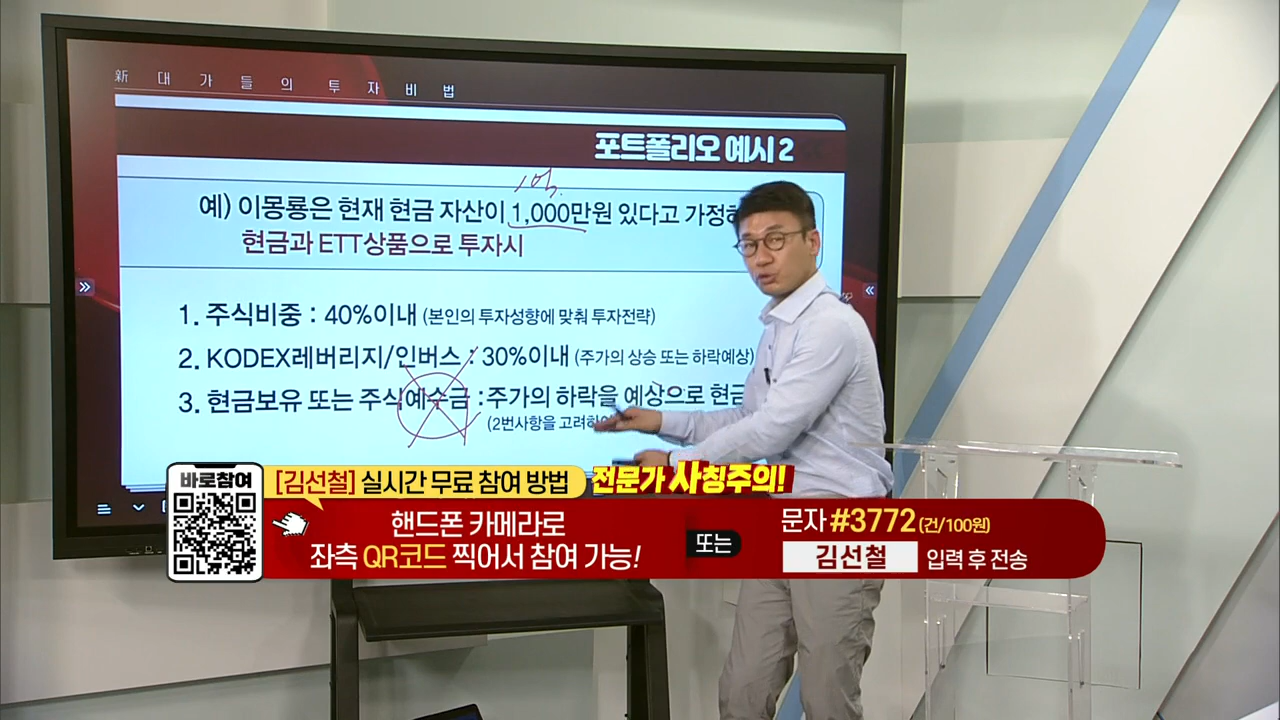 新 대 가 들 의 투 자 비 법
포트폴리오 예시 2
1억
예) 이몽룡은 현재 현금 자산이 1,000만원 있다고 가정하
현금과 ETT상품으로 투자시
1. 주식비중 : 40%이내 (본인의 투자성향에 맞춰 투자전략)
2. KODEX레버리지/인버스 : 30%이내 (주가의 상승 또는 하락예상)
3. 현금보유 또는 주식예수금 : 주가의 하락을 예상으로 현금
(2번사항을 고려하여
바로참여
[김선철] 실시간 무료 참여 방법
전문가 사칭주의!
핸드폰 카메라로
좌측 QR코드 찍어서 참여 가능!
또는
문자 #3772 (건/100원)
김선철 입력 후 전송